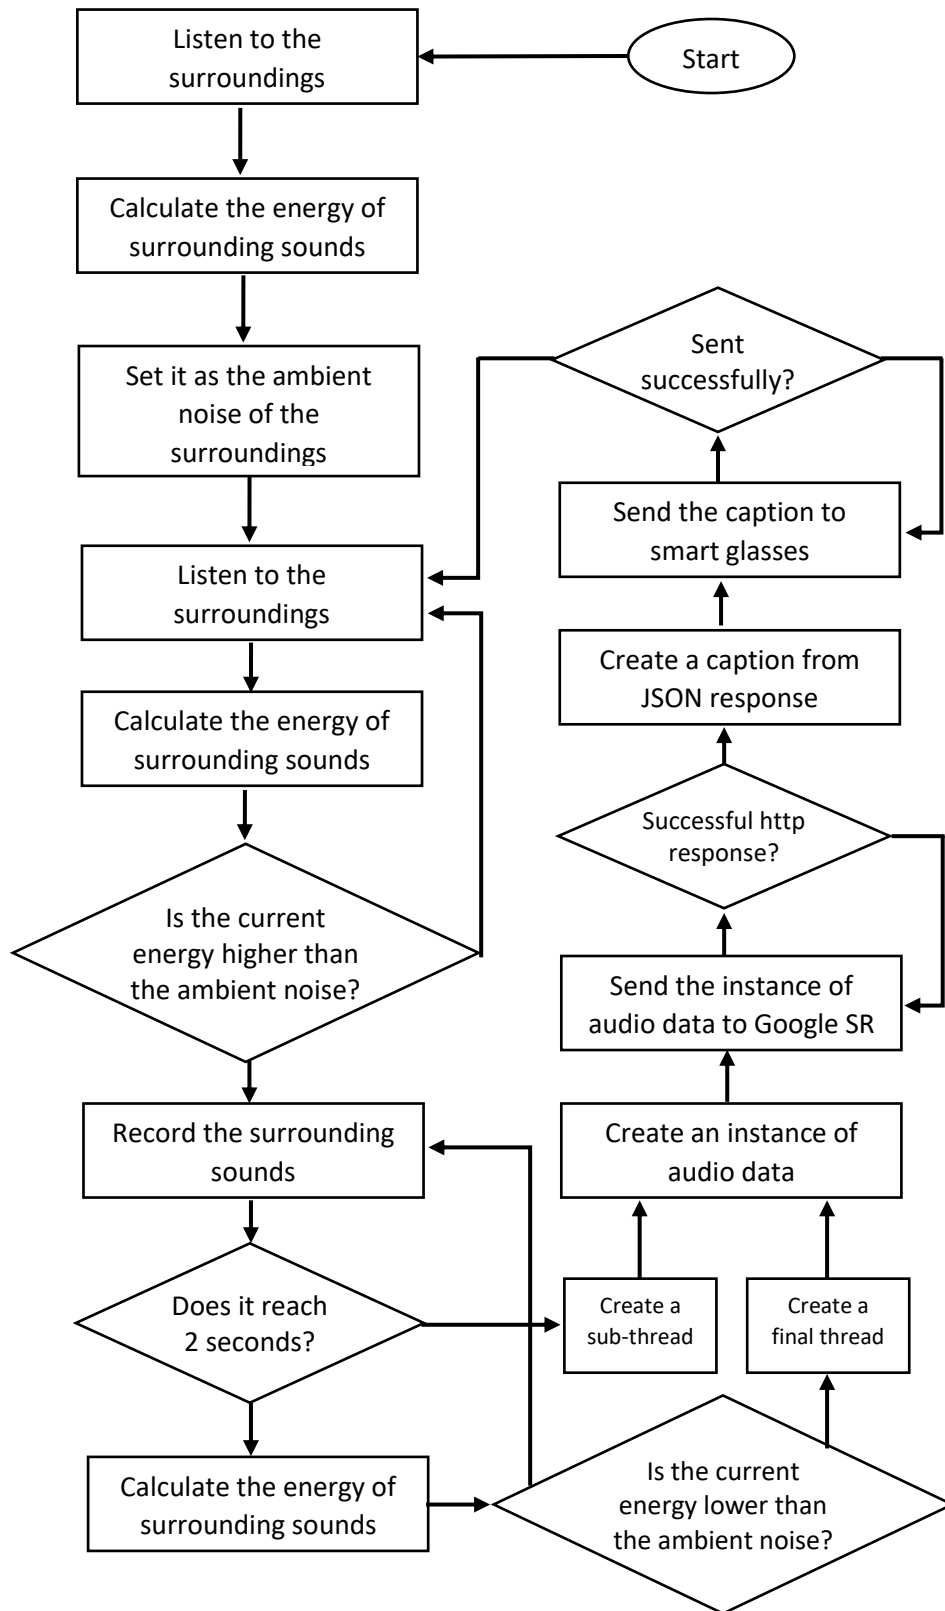 Start
Listen to the
surroundings
Calculate the energy of
surrounding sounds
Set it as the ambient
noise of the
surroundings
Listen to the
surroundings
Calculate the energy of
surrounding sounds
Is the current
energy higher than
the ambient noise?
Record the surrounding
sounds
Does it reach
2 seconds?
Calculate the energy of
surrounding sounds
Is the current
energy lower than
the ambient noise?
Create a
sub-thread
Create a
final thread
Create an instance of
audio data
Send the instance of
audio data to Google SR
Successful http
response?
Create a caption from
JSON response
Send the caption to
smart glasses
Sent
successfully?